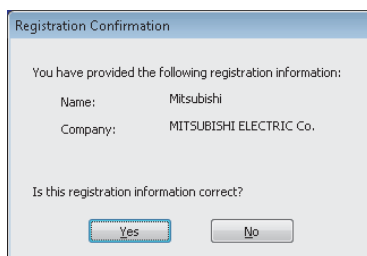 Registration Confirmation
You have provided the following registration information:
Name: Mitsubishi
Company: MITSUBISHI ELECTRIC Co.
Is this registration information correct?
Yes No